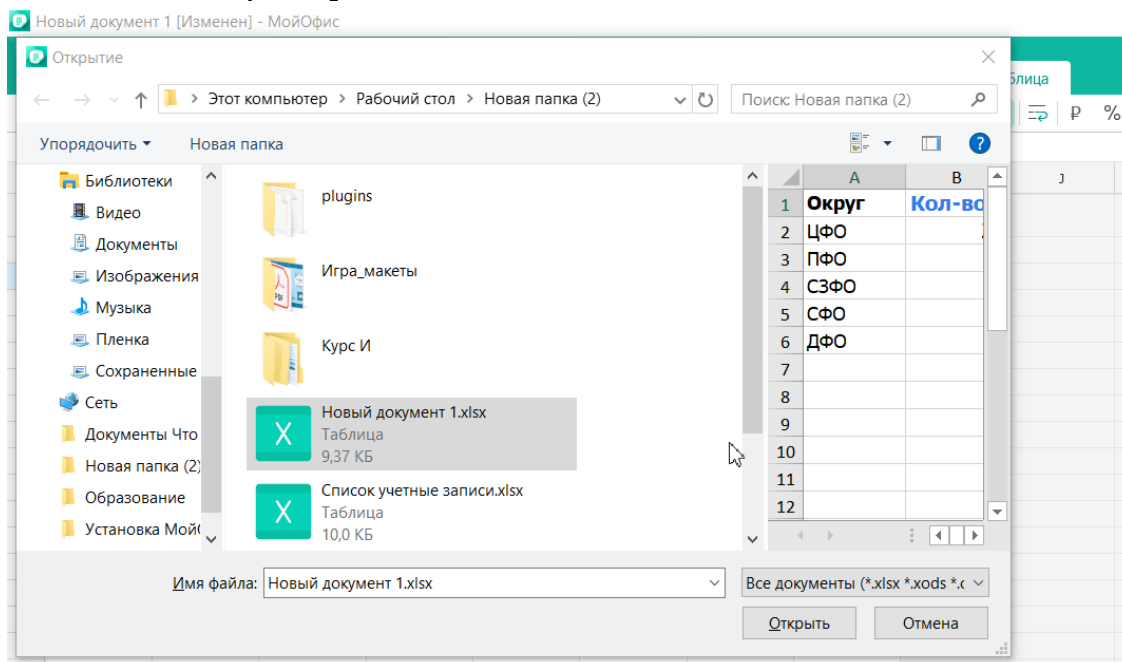 Новый документ 1 [Изменен] - МойОфис
Открытие
блица
Этот компьютер > Рабочий стол > Новая папка (2)
Поиск: Новая папка (2)
₽ %
Упорядочить
Новая папка
?
Библиотеки
Видео
Документы
Изображения
Музыка
Пленка
Сохраненные
Сеть
Документы Что
Новая папка (2)
Образование
Установка Мой
plugins
PDF
Игра_макеты
Курс И
X
Новый документ 1.xlsx
Таблица
9,37 КБ
X
Список учетные записи.xlsx
Таблица
10,0 КБ
A B
1 Округ Кол-во
2 ЦФО
3 ПФО
4 СЗФО
5 СФО
6 ДФО
7
8
9
10
11
12
J
Имя файла: Новый документ 1.xlsx
Все документы (*.xlsx *.xods *.
Открыть
Отмена